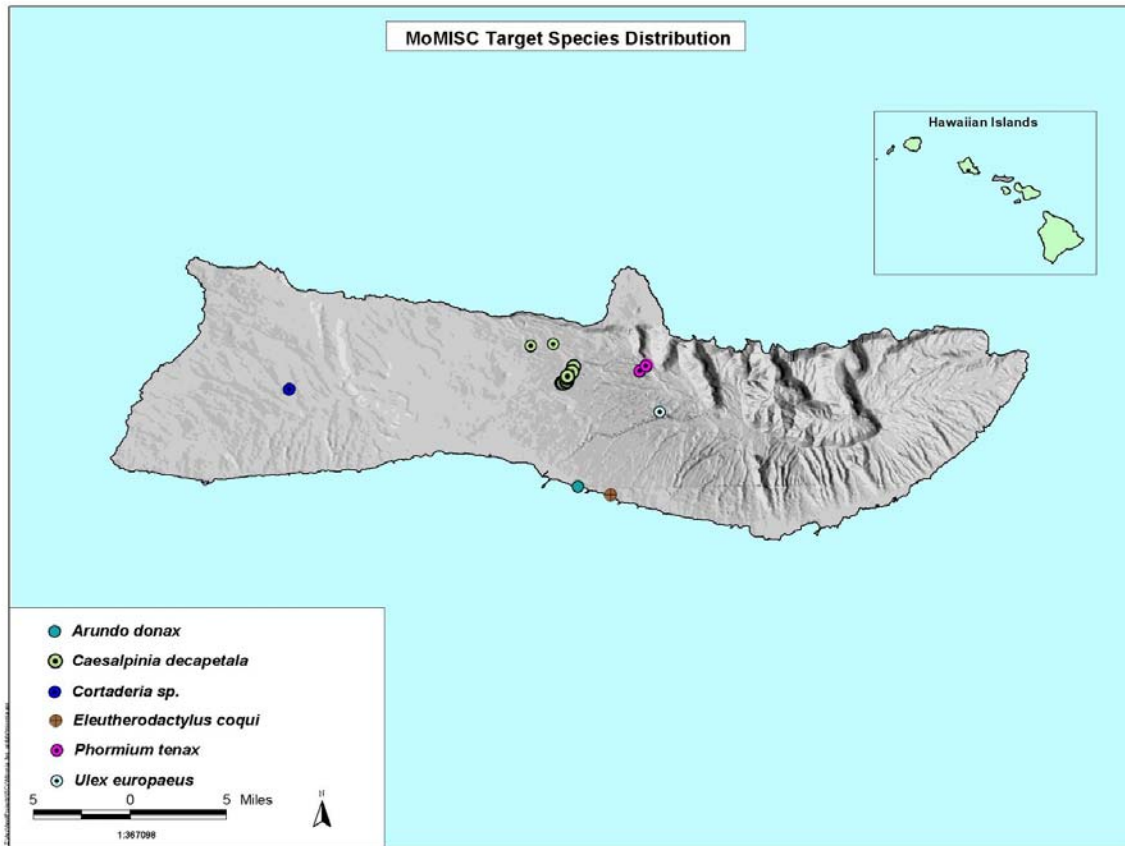 MoMISC Target Species Distribution
Hawaiian Islands
Arundo donax
Caesalpinia decapetala
Cortaderia sp.
Eleutherodactylus coqui
Phormium tenax
Ulex europaeus
5 0 5 Miles
N
1:367098